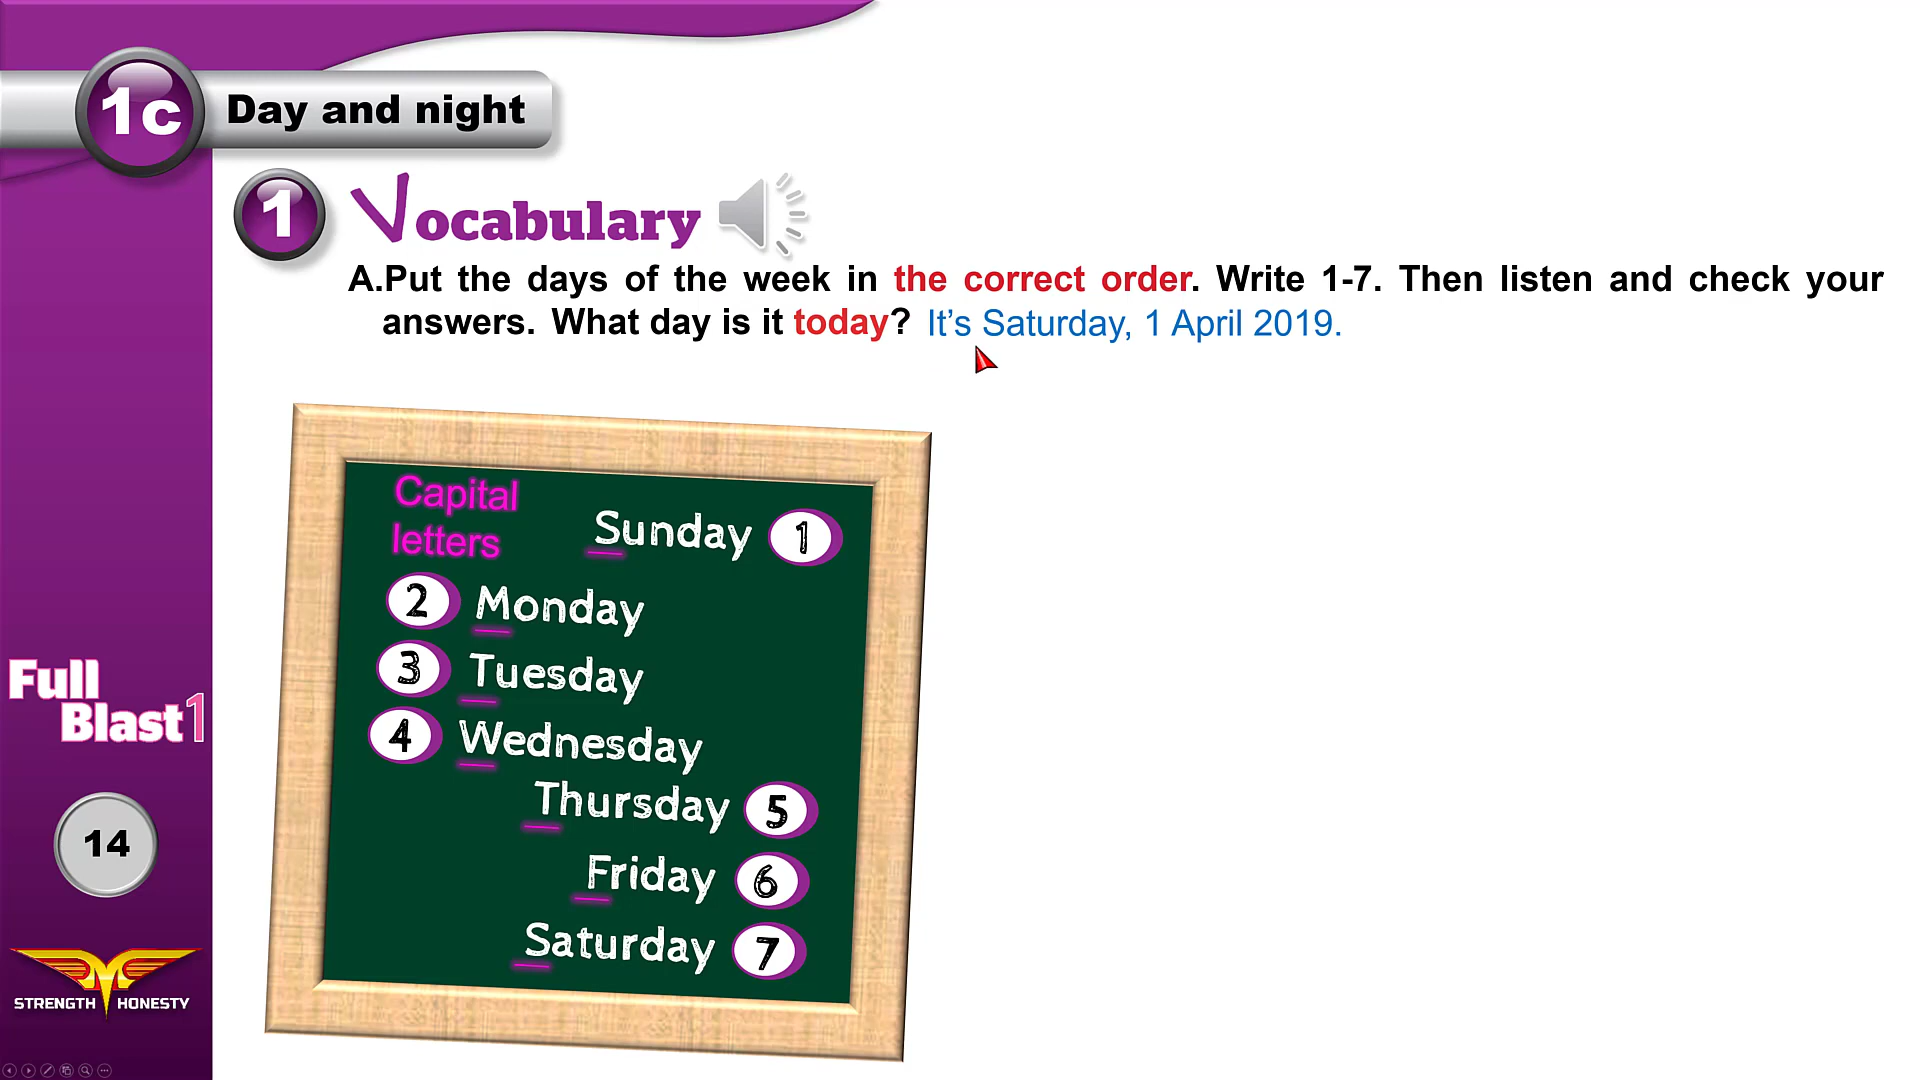 1c Day and night
1 Vocabulary
A.Put the days of the week in the correct order. Write 1-7. Then listen and check your
answers. What day is it today? It’s Saturday, 1 April 2019.
Capital
letters
Sunday 1
2 Monday
3 Tuesday
4 Wednesday
Thursday 5
Friday 6
Saturday 7
Full
Blast 1
14
STRENGTH HONESTY